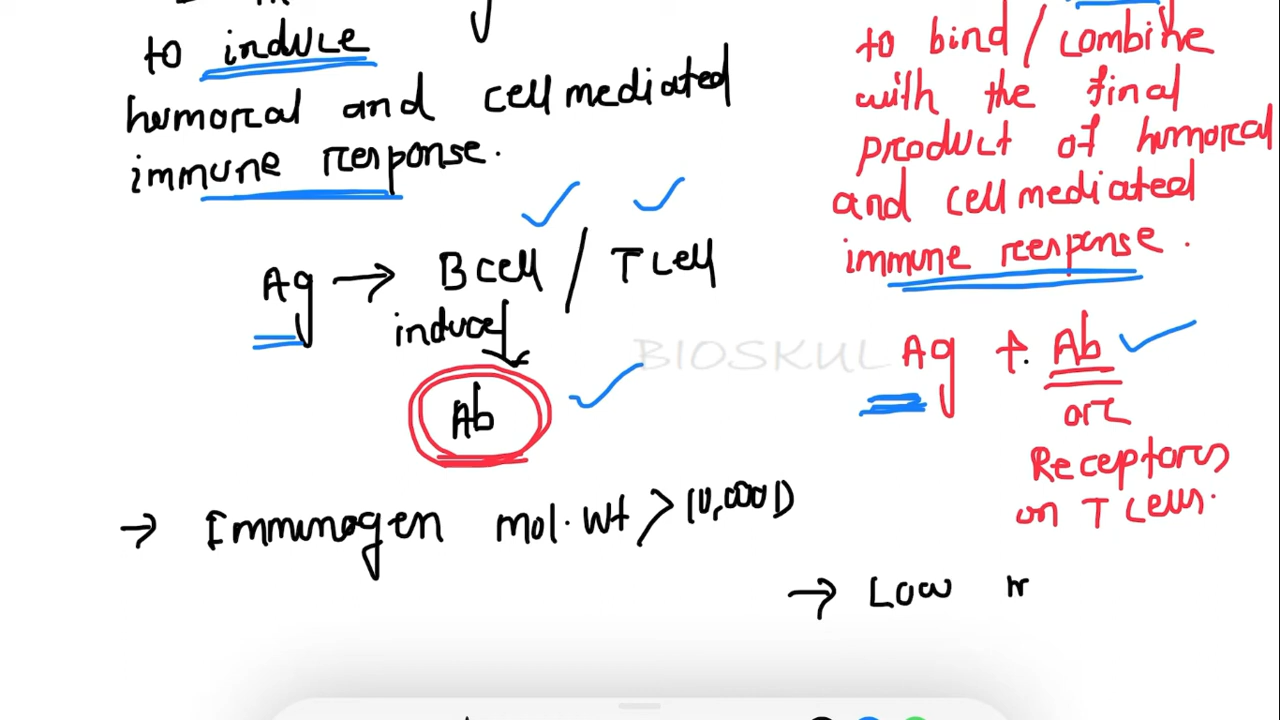 to induce
humoral and cell mediated
immune response.
Ag → B cell / T cell
induce
Ab
→ Immunogen mol. wt > 10,000 D
to bind / combine
with the final
product of humoral
and cell mediated
immune response.
Ag + Ab
or
Receptors
on T cells.
→ Low
BIOSKUL